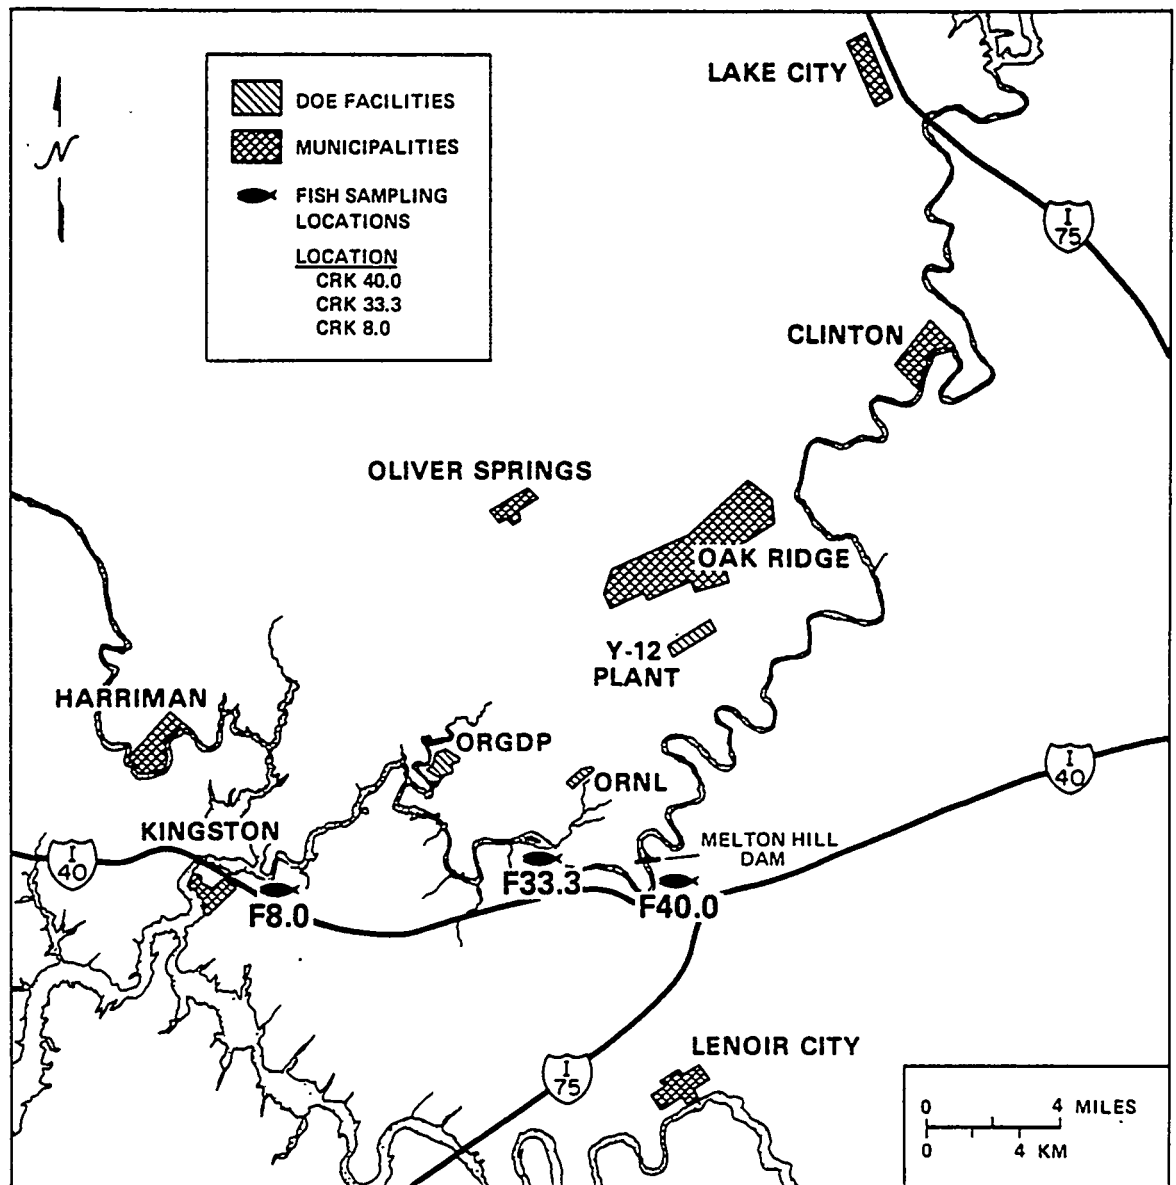 LAKE CITY
DOE FACILITIES
MUNICIPALITIES
FISH SAMPLING
LOCATIONS
LOCATION
CRK 40.0
CRK 33.3
CRK 8.0
N
I
75
CLINTON
OLIVER SPRINGS
OAK RIDGE
Y-12
PLANT
HARRIMAN
ORGDP
ORNL
I
40
KINGSTON
MELTON HILL
DAM
I
40
F33.3
F40.0
F8.0
LENOIR CITY
I
75
0 4 MILES
0 4 KM